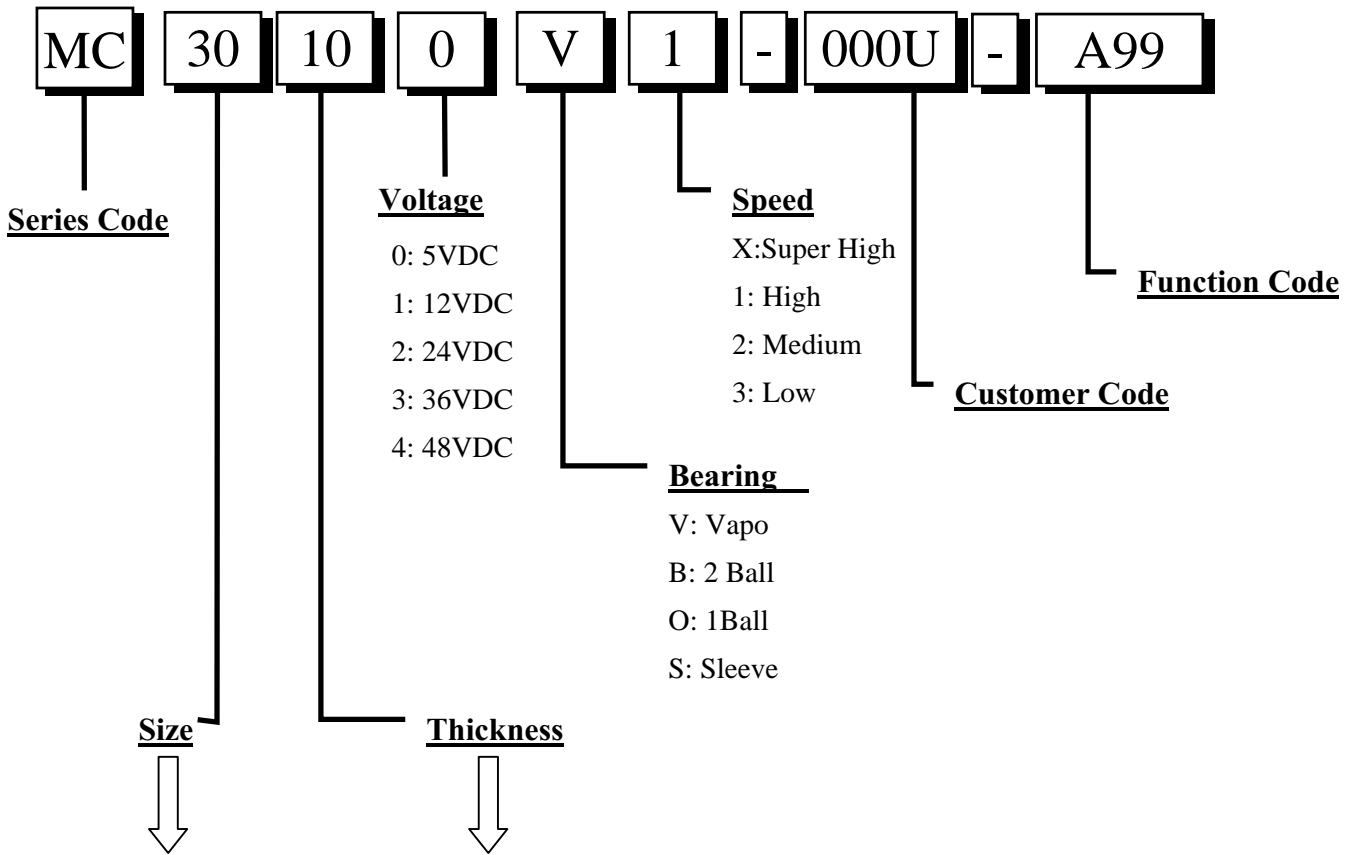 MC 30 10 0 V 1 - 000U - A99
Series Code
Voltage
0: 5VDC
1: 12VDC
2: 24VDC
3: 36VDC
4: 48VDC
Speed
X:Super High
1: High
2: Medium
3: Low
Function Code
Customer Code
Bearing
V: Vapo
B: 2 Ball
O: 1Ball
S: Sleeve
Size
Thickness